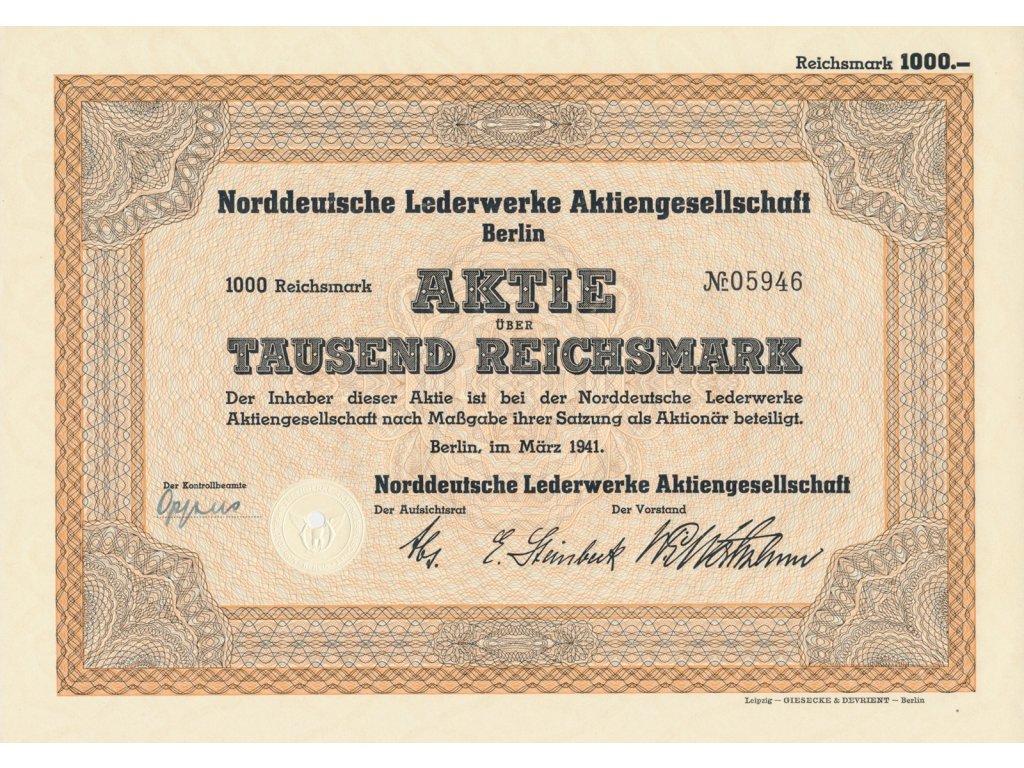 Reichsmark 1000.—
Norddeutsche Lederwerke Aktiengesellschaft
Berlin
1000 Reichsmark AKTIE № 05946
ÜBER
TAUSEND REICHSMARK
Der Inhaber dieser Aktie ist bei der Norddeutsche Lederwerke
Aktiengesellschaft nach Maßgabe ihrer Satzung als Aktionär beteiligt.
Berlin, im März 1941.
Norddeutsche Lederwerke Aktiengesellschaft
Der Kontrollbeamte
Der Aufsichtsrat Der Vorstand
E. Steinbeck
Leipzig — GIESECKE & DEVRIENT — Berlin